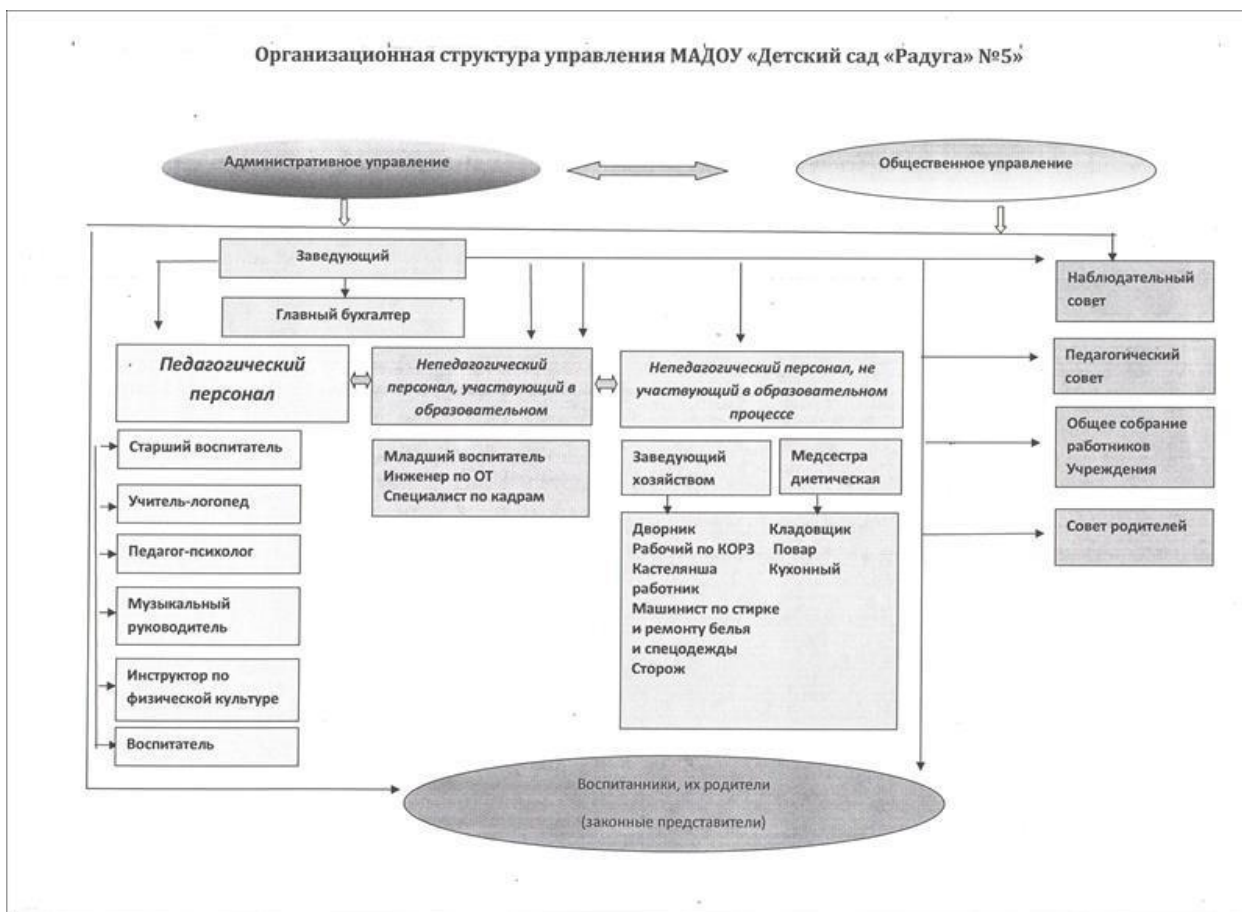 Организационная структура управления МАДОУ «Детский сад «Радуга» №5»
Административное управление
Общественное управление
Заведующий
Главный бухгалтер
Наблюдательный
совет
Педагогический
персонал
Непедагогический
персонал, участвующий в
образовательном
Непедагогический персонал, не
участвующий в образовательном
процессе
Педагогический
совет
Общее собрание
работников
Учреждения
Совет родителей
Старший воспитатель
Учитель-логопед
Педагог-психолог
Музыкальный
руководитель
Инструктор по
физической культуре
Воспитатель
Младший воспитатель
Инженер по ОТ
Специалист по кадрам
Заведующий
хозяйством
Медсестра
диетическая
Дворник Кладовщик
Рабочий по КОРЗ Повар
Кастелянша Кухонный
работник
Машинист по стирке
и ремонту белья
и спецодежды
Сторож
Воспитанники, их родители
(законные представители)